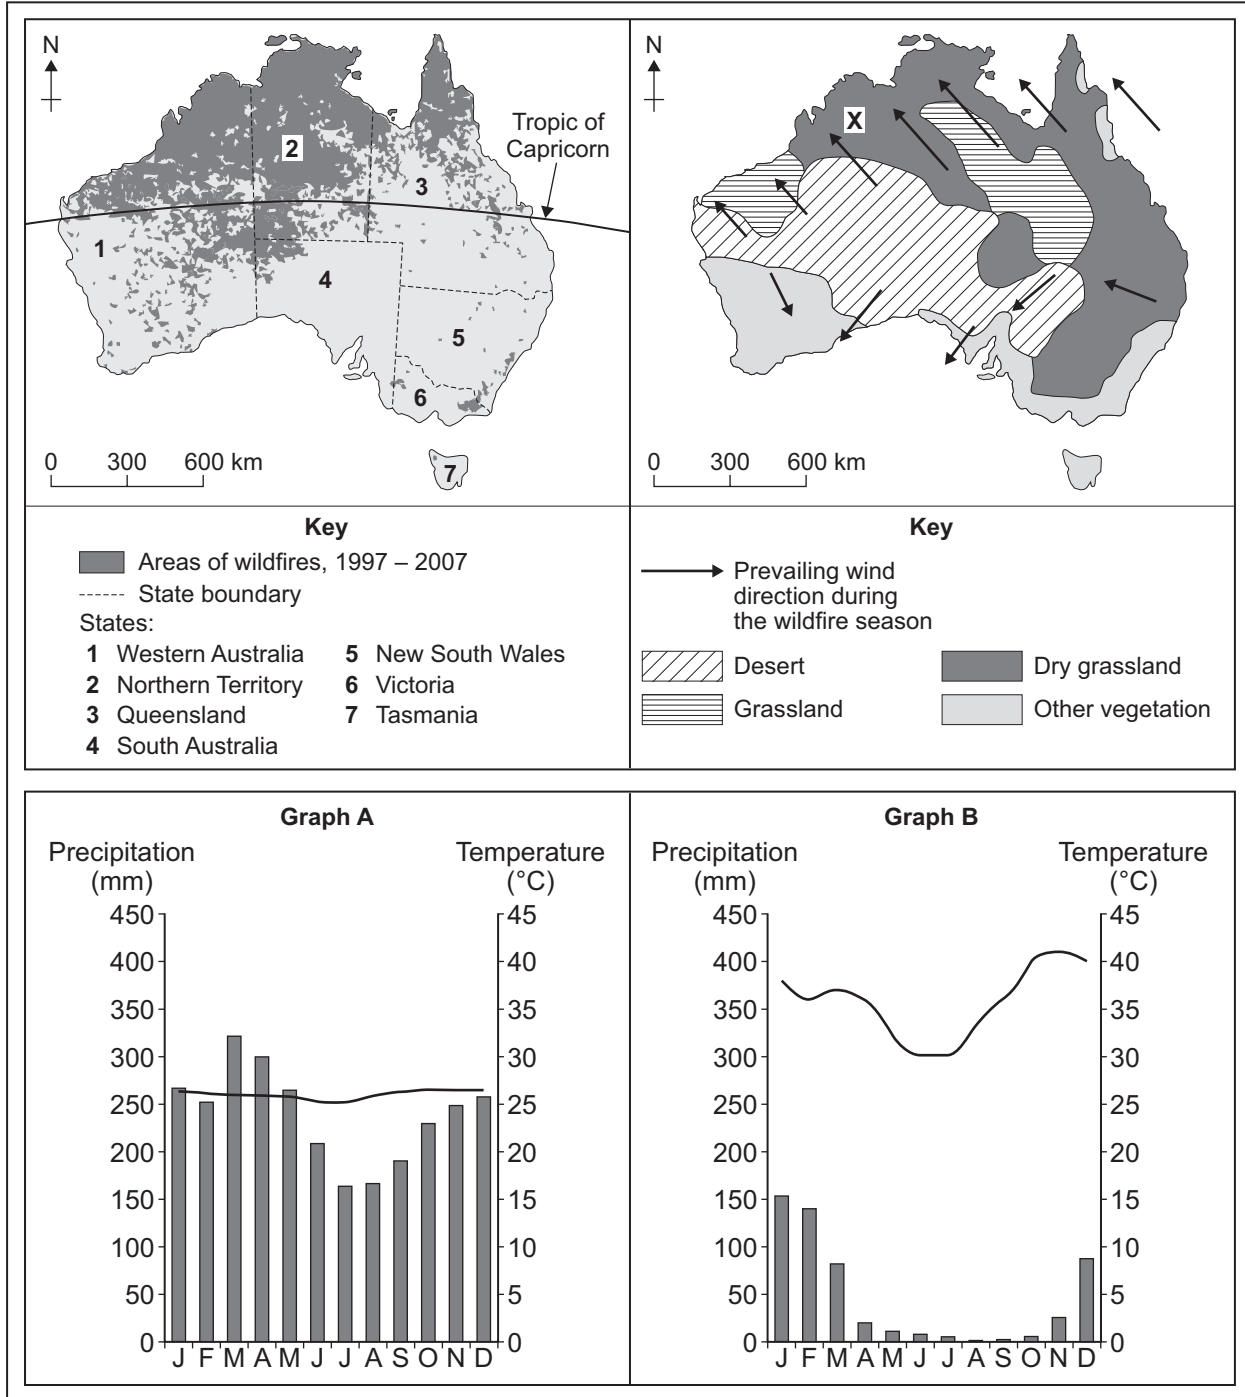 N
Tropic of
Capricorn
2
3
1
4
5
6
7
0 300 600 km
Key
Areas of wildfires, 1997 – 2007
State boundary
States:
1 Western Australia
2 Northern Territory
3 Queensland
4 South Australia
5 New South Wales
6 Victoria
7 Tasmania
N
X
0 300 600 km
Key
Prevailing wind
direction during
the wildfire season
Desert
Dry grassland
Grassland
Other vegetation
Graph A
Precipitation
(mm)
Temperature
(°C)
450 45
400 40
350 35
300 30
250 25
200 20
150 15
100 10
50 5
0 0
J F M A M J J A S O N D
Graph B
Precipitation
(mm)
Temperature
(°C)
450 45
400 40
350 35
300 30
250 25
200 20
150 15
100 10
50 5
0 0
J F M A M J J A S O N D